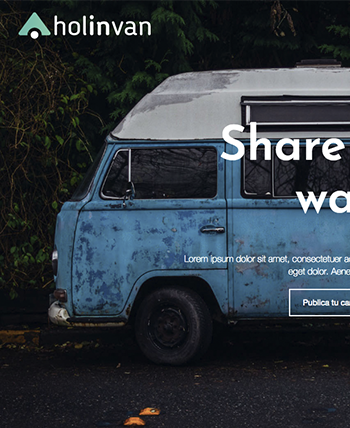 holinvan
Share
wa
Lorem ipsum dolor sit amet, consectetuer a
eget dolor. Aene
Publica tu ca